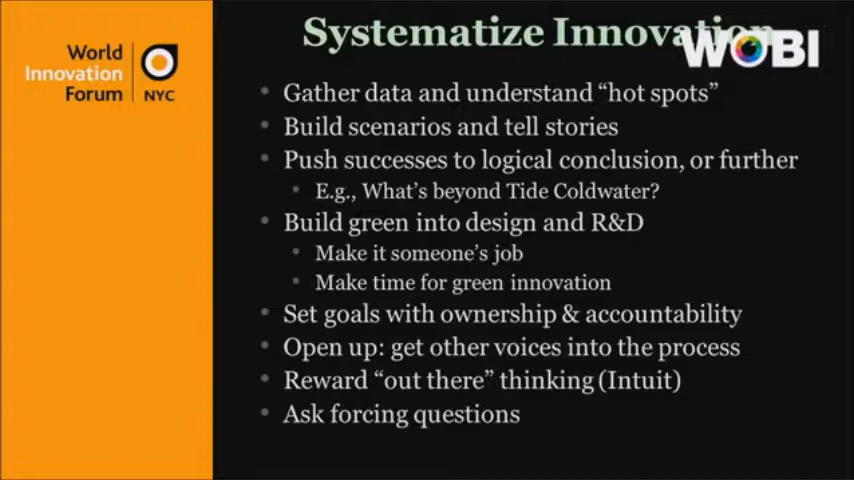 World
Innovation
Forum
NYC
Systematize Innovation
WOBI
Gather data and understand “hot spots”
Build scenarios and tell stories
Push successes to logical conclusion, or further
E.g., What’s beyond Tide Coldwater?
Build green into design and R&D
Make it someone’s job
Make time for green innovation
Set goals with ownership & accountability
Open up: get other voices into the process
Reward “out there” thinking (Intuit)
Ask forcing questions